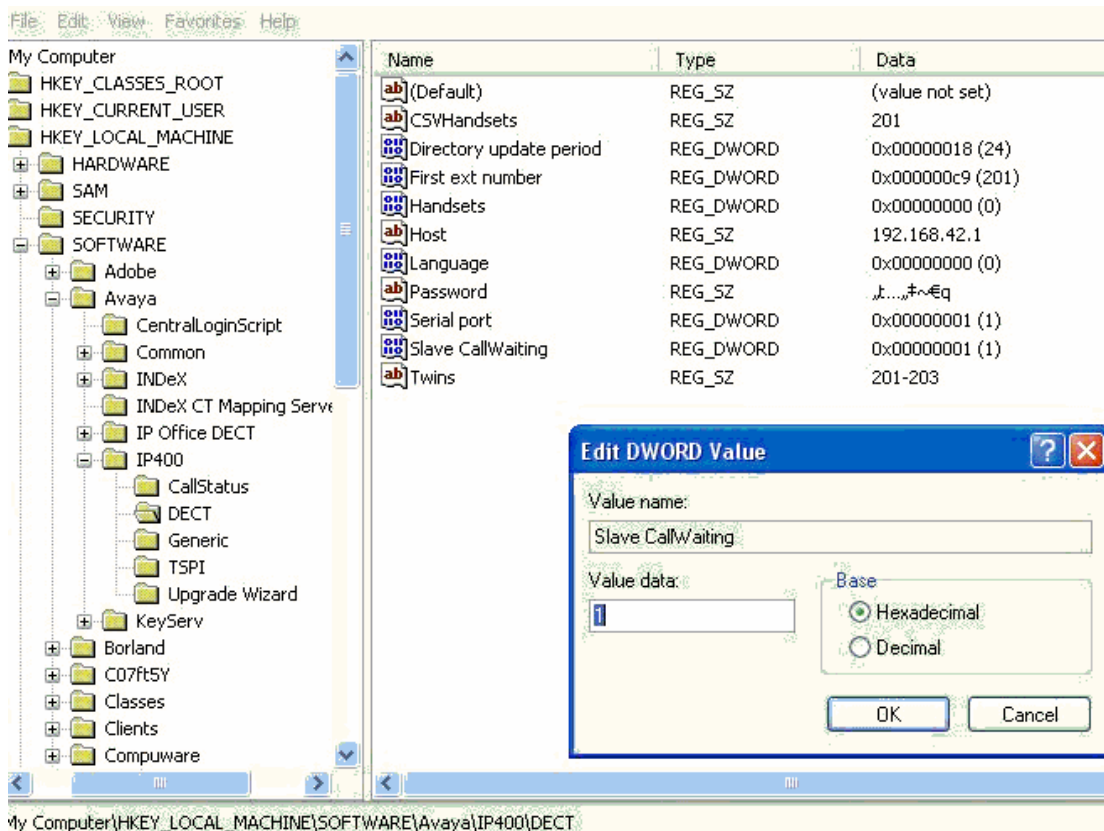 File Edit View Favorites Help
My Computer
HKEY_CLASSES_ROOT
HKEY_CURRENT_USER
HKEY_LOCAL_MACHINE
HARDWARE
SAM
SECURITY
SOFTWARE
Adobe
Avaya
CentralLoginScript
Common
INDeX
INDeX CT Mapping Serve
IP Office DECT
IP400
CallStatus
DECT
Generic
TSPI
Upgrade Wizard
KeyServ
Borland
C07ft5Y
Classes
Clients
Compuware
Name Type Data
(Default) REG_SZ (value not set)
CSVHandsets REG_SZ 201
Directory update period REG_DWORD 0x00000018 (24)
First ext number REG_DWORD 0x000000c9 (201)
Handsets REG_DWORD 0x00000000 (0)
Host REG_SZ 192.168.42.1
Language REG_DWORD 0x00000000 (0)
Password REG_SZ
Serial port REG_DWORD 0x00000001 (1)
Slave CallWaiting REG_DWORD 0x00000001 (1)
Twins REG_SZ 201-203
Edit DWORD Value
Value name:
Slave CallWaiting
Value data:
1
Base
Hexadecimal
Decimal
OK Cancel
My Computer\HKEY_LOCAL_MACHINE\SOFTWARE\Avaya\IP400\DECT